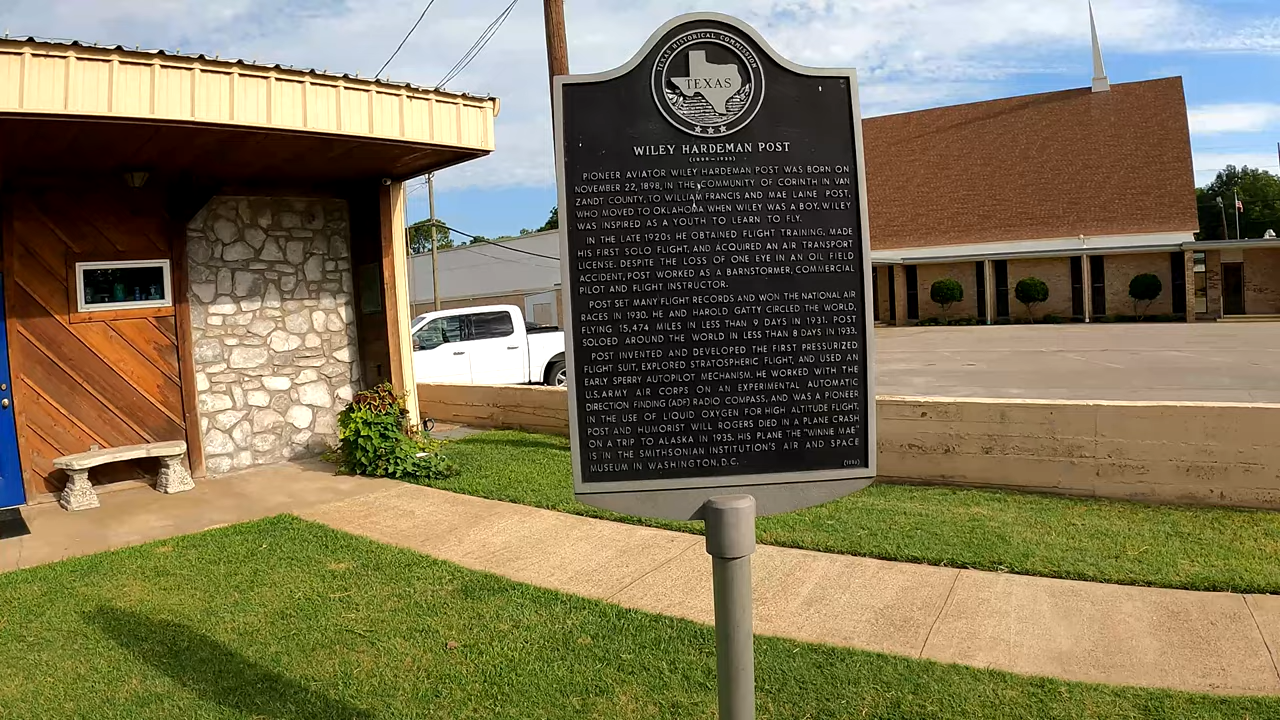 TEXAS HISTORICAL COMMISSION
TEXAS
WILEY HARDEMAN POST
(1898–1935)
PIONEER AVIATOR WILEY HARDEMAN POST WAS BORN ON
NOVEMBER 22, 1898, IN THE COMMUNITY OF CORINTH IN VAN
ZANDT COUNTY, TO WILLIAM FRANCIS AND MAE LAINE POST,
WHO MOVED TO OKLAHOMA WHEN WILEY WAS A BOY. WILEY
WAS INSPIRED AS A YOUTH TO LEARN TO FLY.
IN THE LATE 1920s HE OBTAINED FLIGHT TRAINING, MADE
HIS FIRST SOLO FLIGHT, AND ACQUIRED AN AIR TRANSPORT
LICENSE. DESPITE THE LOSS OF ONE EYE IN AN OIL FIELD
ACCIDENT, POST WORKED AS A BARNSTORMER, COMMERCIAL
PILOT AND FLIGHT INSTRUCTOR.
POST SET MANY FLIGHT RECORDS AND WON THE NATIONAL AIR
RACES IN 1930. HE AND HAROLD GATTY CIRCLED THE WORLD,
FLYING 15,474 MILES IN LESS THAN 9 DAYS IN 1931. POST
SOLOED AROUND THE WORLD IN LESS THAN 8 DAYS IN 1933.
POST INVENTED AND DEVELOPED THE FIRST PRESSURIZED
FLIGHT SUIT, EXPLORED STRATOSPHERIC FLIGHT, AND USED AN
EARLY SPERRY AUTOPILOT MECHANISM. HE WORKED WITH THE
U.S. ARMY AIR CORPS ON AN EXPERIMENTAL AUTOMATIC
DIRECTION FINDING (ADF) RADIO COMPASS, AND WAS A PIONEER
IN THE USE OF LIQUID OXYGEN FOR HIGH ALTITUDE FLIGHT.
POST AND HUMORIST WILL ROGERS DIED IN A PLANE CRASH
ON A TRIP TO ALASKA IN 1935. HIS PLANE THE "WINNIE MAE"
IS IN THE SMITHSONIAN INSTITUTION'S AIR AND SPACE
MUSEUM IN WASHINGTON, D.C.